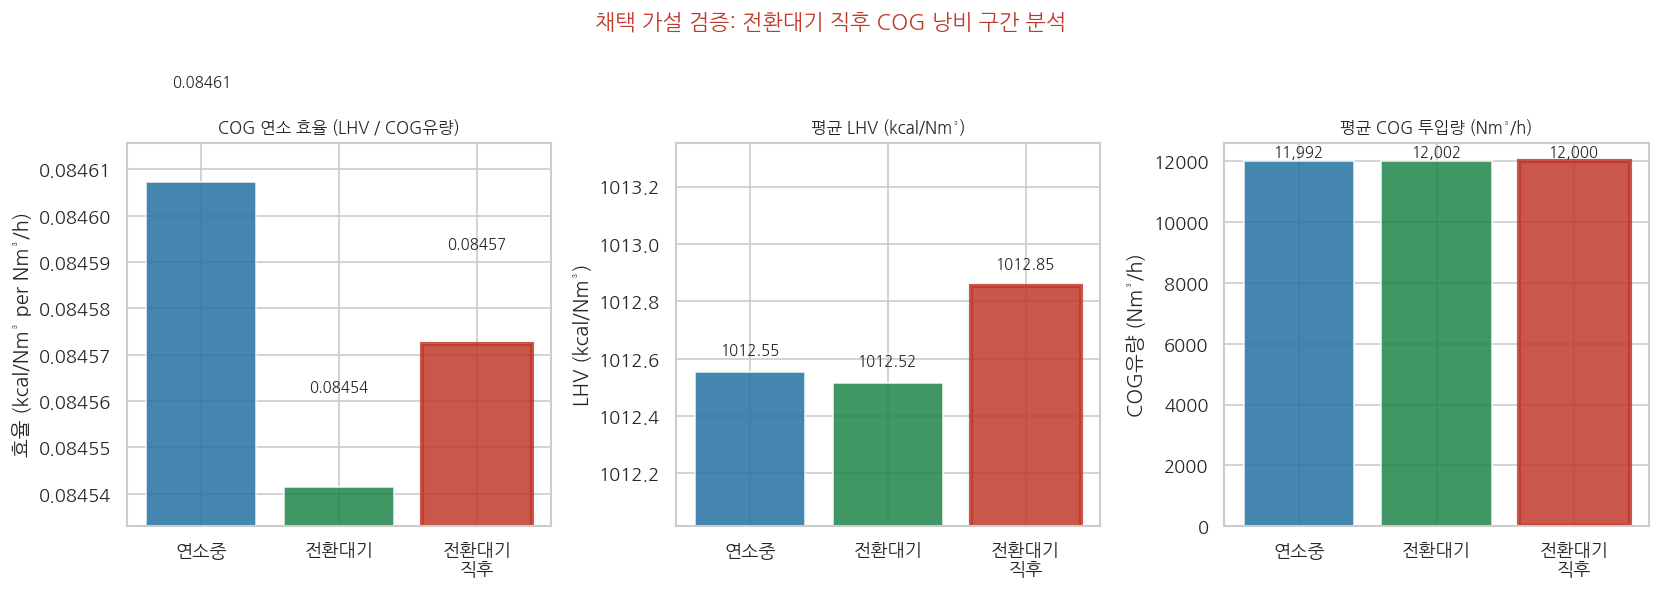 채택 가설 검증: 전환대기 직후 COG 낭비 구간 분석
COG 연소 효율 (LHV / COG유량)
효율 (kcal/Nm³ per Nm³/h)
0.08461
0.08460
0.08459
0.08458
0.08457
0.08456
0.08455
0.08454
0.08461
0.08454
0.08457
연소중
전환대기
전환대기
직후
평균 LHV (kcal/Nm³)
LHV (kcal/Nm³)
1013.2
1013.0
1012.8
1012.6
1012.4
1012.2
1012.55
1012.52
1012.85
연소중
전환대기
전환대기
직후
평균 COG 투입량 (Nm³/h)
COG유량 (Nm³/h)
12000
10000
8000
6000
4000
2000
0
11,992
12,002
12,000
연소중
전환대기
전환대기
직후